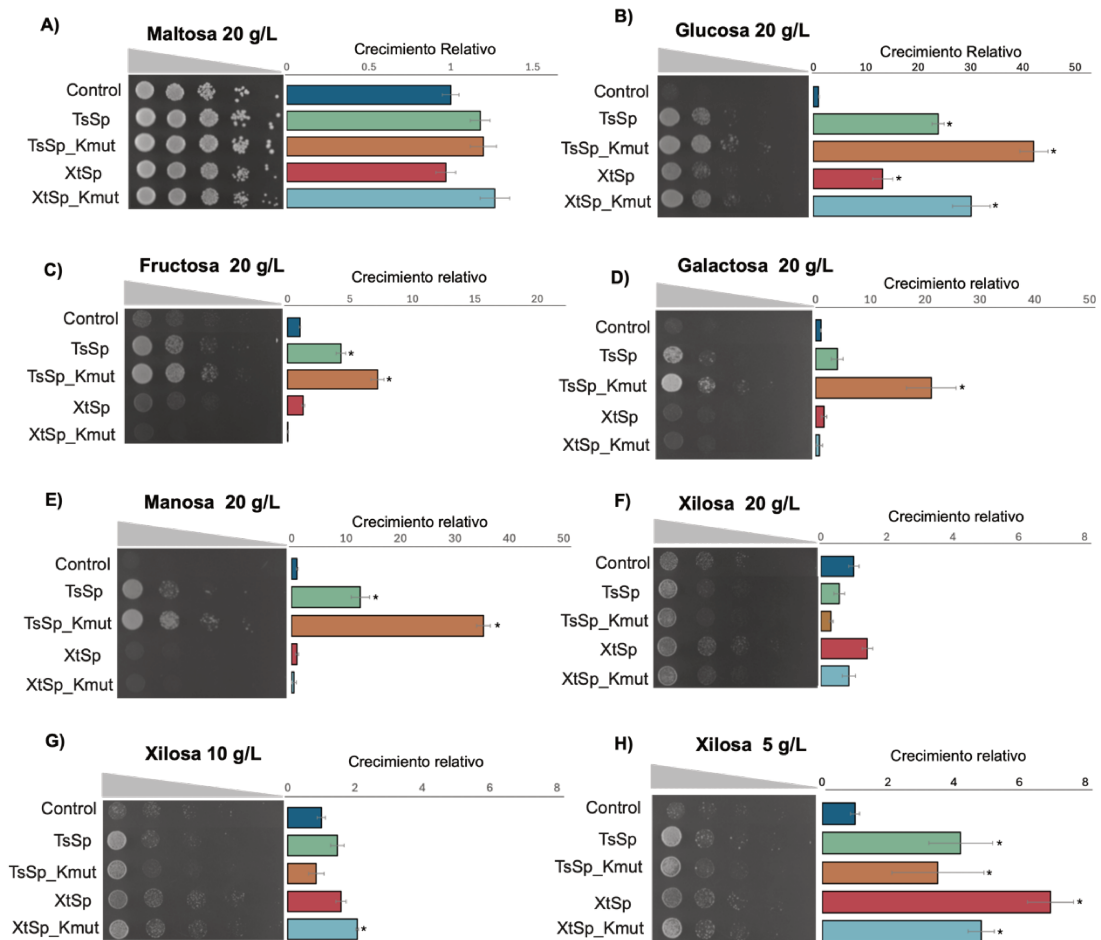 A)
Maltosa 20 g/L
Crecimiento Relativo
0 0.5 1 1.5
Control
TsSp
TsSp_Kmut
XtSp
XtSp_Kmut
B)
Glucosa 20 g/L
Crecimiento Relativo
0 10 20 30 40 50
Control
TsSp
*
TsSp_Kmut
*
XtSp
*
XtSp_Kmut
*
C)
Fructosa 20 g/L
Crecimiento relativo
0 5 10 15 20
Control
TsSp
*
TsSp_Kmut
*
XtSp
XtSp_Kmut
D)
Galactosa 20 g/L
Crecimiento relativo
0 10 20 30 40 50
Control
TsSp
TsSp_Kmut
*
XtSp
XtSp_Kmut
E)
Manosa 20 g/L
Crecimiento relativo
0 10 20 30 40 50
Control
TsSp
*
TsSp_Kmut
*
XtSp
XtSp_Kmut
F)
Xilosa 20 g/L
Crecimiento relativo
0 2 4 6 8
Control
TsSp
TsSp_Kmut
XtSp
XtSp_Kmut
G)
Xilosa 10 g/L
Crecimiento relativo
0 2 4 6 8
Control
TsSp
TsSp_Kmut
XtSp
XtSp_Kmut
*
H)
Xilosa 5 g/L
Crecimiento relativo
0 2 4 6 8
Control
TsSp
*
TsSp_Kmut
*
XtSp
*
XtSp_Kmut
*